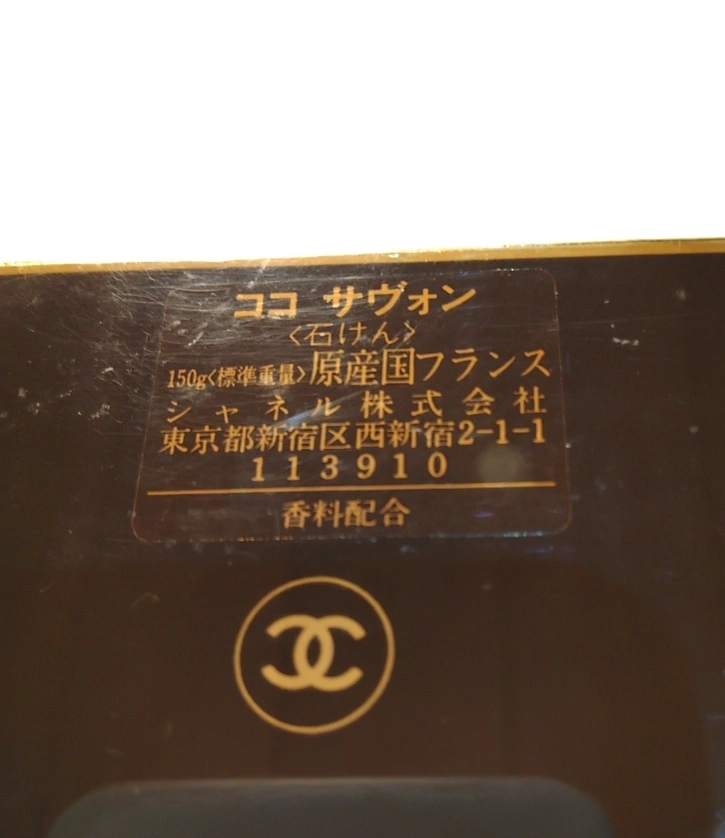 ココ サヴォン
〈石けん〉
150g〈標準重量〉原産国フランス
シャネル株式会社
東京都新宿区西新宿2-1-1
113910
香料配合